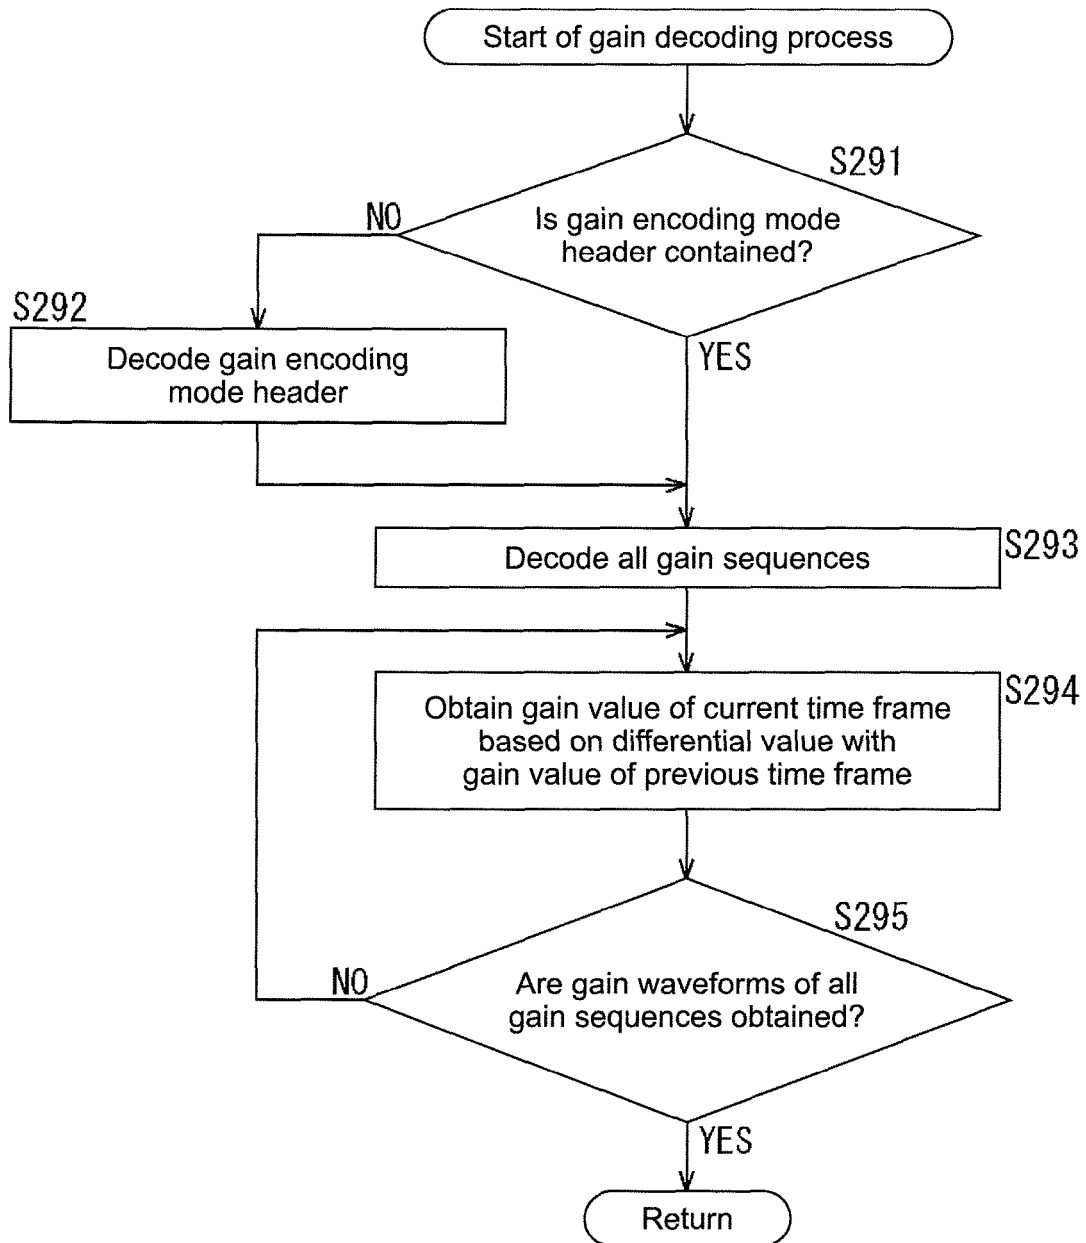 Start of gain decoding process
S291
NO
Is gain encoding mode
header contained?
S292
YES
Decode gain encoding
mode header
Decode all gain sequences
S293
S294
Obtain gain value of current time frame
based on differential value with
gain value of previous time frame
S295
NO
Are gain waveforms of all
gain sequences obtained?
YES
Return